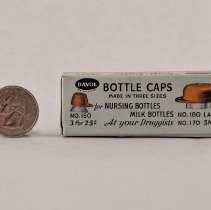 DAVOL
BOTTLE CAPS
MADE IN THREE SIZES
for NURSING BOTTLES
MILK BOTTLES
NO. 150
3 for 25¢
At your Druggists
NO. 160 LA
NO. 170 SM